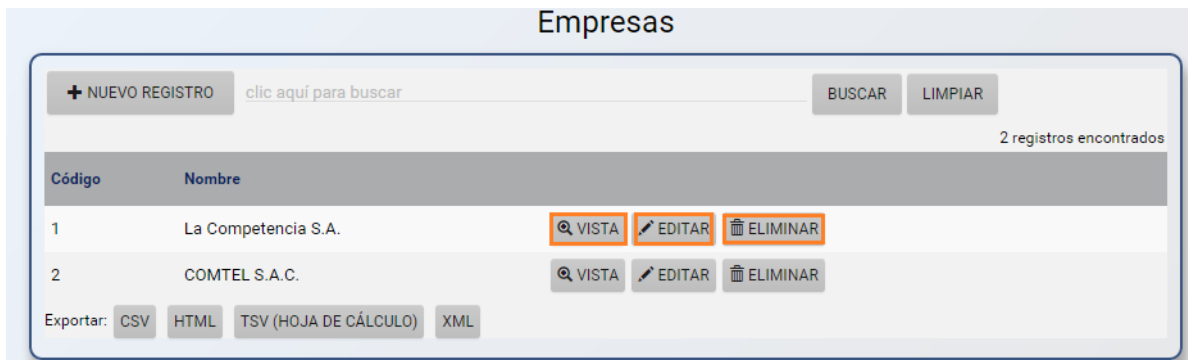 Empresas
NUEVO REGISTRO clic aquí para buscar BUSCAR LIMPIAR
2 registros encontrados
Código Nombre
1 La Competencia S.A. VISTA EDITAR ELIMINAR
2 COMTEL S.A.C. VISTA EDITAR ELIMINAR
Exportar: CSV HTML TSV (HOJA DE CÁLCULO) XML